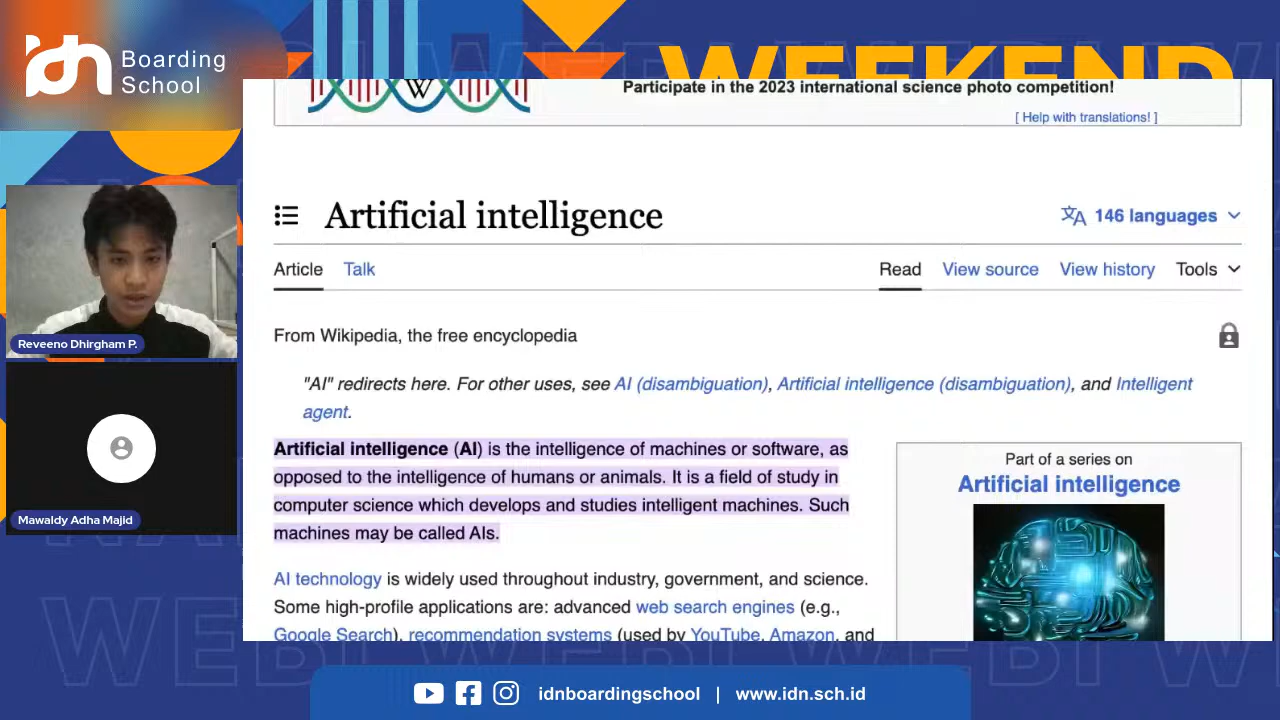 idn Boarding
School
WEEKEND
Participate in the 2023 international science photo competition!
[ Help with translations! ]
Artificial intelligence
146 languages
Article Talk Read View source View history Tools
From Wikipedia, the free encyclopedia
"AI" redirects here. For other uses, see AI (disambiguation), Artificial intelligence (disambiguation), and Intelligent
agent.
Artificial intelligence (AI) is the intelligence of machines or software, as
opposed to the intelligence of humans or animals. It is a field of study in
computer science which develops and studies intelligent machines. Such
machines may be called AIs.
AI technology is widely used throughout industry, government, and science.
Some high-profile applications are: advanced web search engines (e.g.,
Google Search), recommendation systems (used by YouTube, Amazon, and
Part of a series on
Artificial intelligence
Reveeno Dhirgham P.
Mawaldy Adha Majid
idnboardingschool | www.idn.sch.id